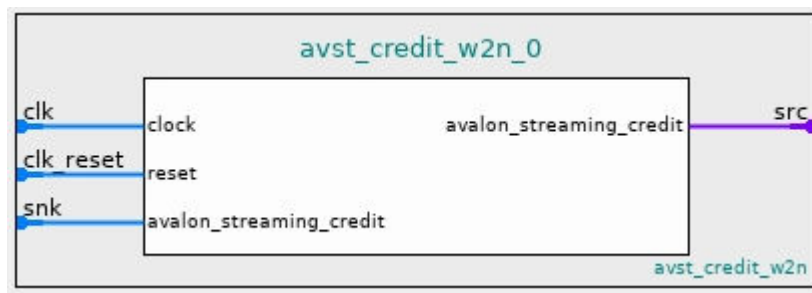 avst_credit_w2n_0
clk
clock
avalon_streaming_credit
src
clk_reset
reset
snk
avalon_streaming_credit
avst_credit_w2n